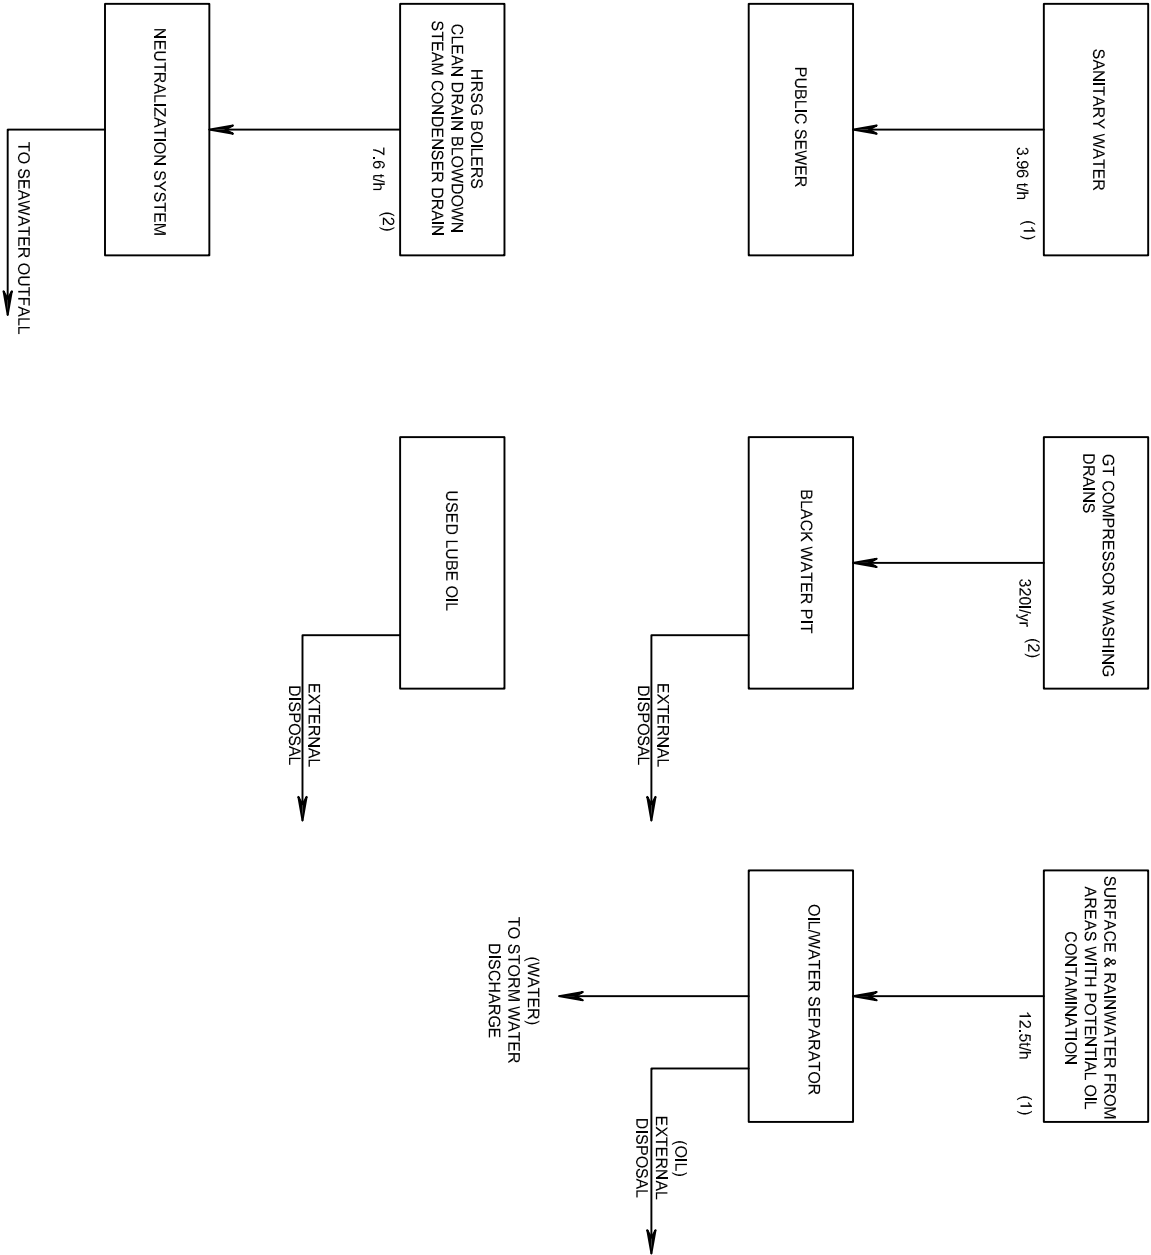 SANITARY WATER
3.96 t/h (1)
PUBLIC SEWER
GT COMPRESSOR WASHING
DRAINS
320l/yr (2)
BLACK WATER PIT
EXTERNAL
DISPOSAL
SURFACE & RAINWATER FROM
AREAS WITH POTENTIAL OIL
CONTAMINATION
12.5t/h (1)
OIL/WATER SEPARATOR
(OIL)
EXTERNAL
DISPOSAL
(WATER)
TO STORM WATER
DISCHARGE
HRSG BOILERS
CLEAN DRAIN BLOWDOWN
STEAM CONDENSER DRAIN
7.6 t/h (2)
NEUTRALIZATION SYSTEM
TO SEAWATER OUTFALL
USED LUBE OIL
EXTERNAL
DISPOSAL